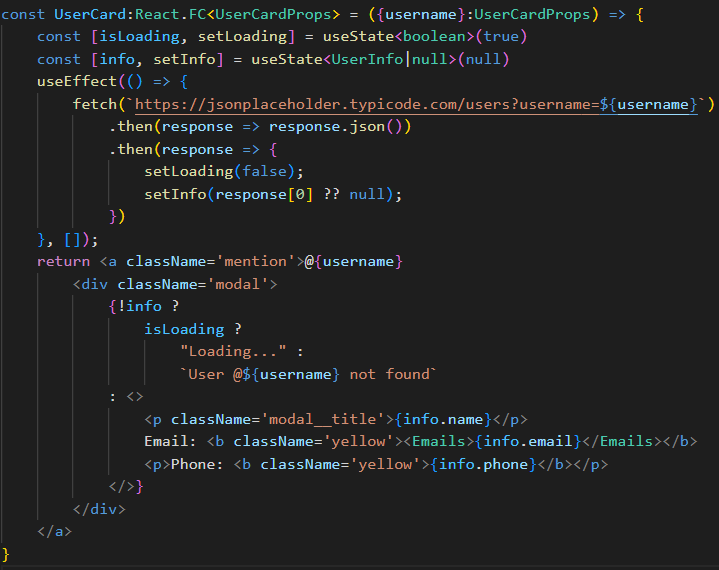 const UserCard:React.FC<UserCardProps> = ({username}:UserCardProps) => {
    const [isLoading, setLoading] = useState<boolean>(true)
    const [info, setInfo] = useState<UserInfo|null>(null)
    useEffect(() => {
        fetch(`https://jsonplaceholder.typicode.com/users?username=${username}`)
            .then(response => response.json())
            .then(response => {
                setLoading(false);
                setInfo(response[0] ?? null);
            })
    }, []);
    return <a className='mention'>@{username}
        <div className='modal'>
            {!info ?
                isLoading ?
                    "Loading..." :
                    `User @${username} not found`
            : <>
                <p className='modal__title'>{info.name}</p>
                Email: <b className='yellow'><Emails>{info.email}</Emails></b>
                <p>Phone: <b className='yellow'>{info.phone}</b></p>
            </>}
        </div>
    </a>
}